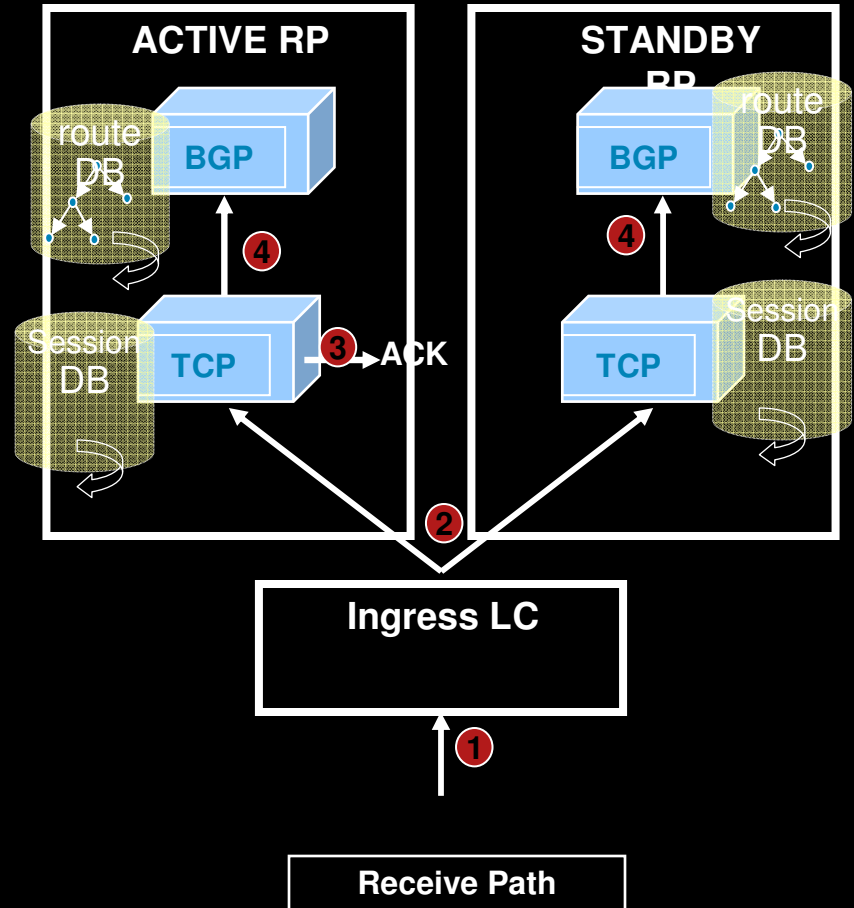 ACTIVE RP
STANDBY
RP
route
DB
BGP
BGP
route
DB
4
4
Session
DB
TCP
3
ACK
TCP
Session
DB
2
Ingress LC
1
Receive Path